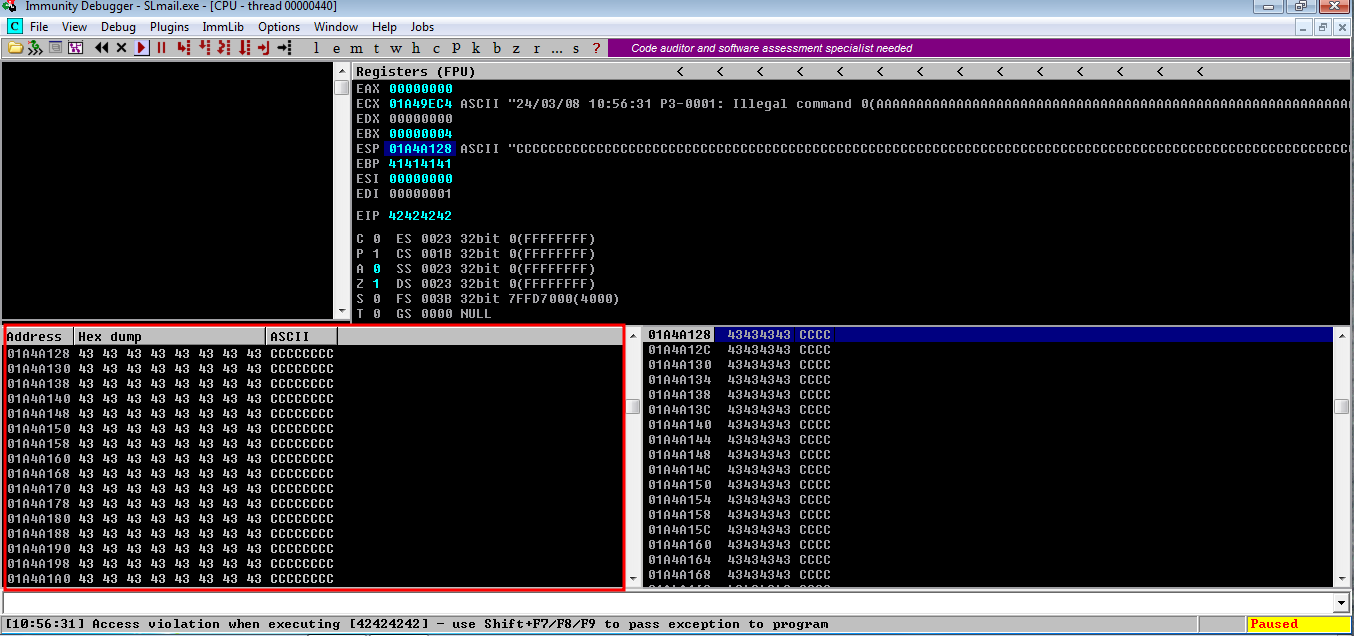 Immunity Debugger - SLmail.exe - [CPU - thread 00000440]
C File View Debug Plugins ImmLib Options Window Help Jobs
l e m t w h c P k b z r ... s ? Code auditor and software assessment specialist needed
Registers (FPU) < < < < < < < < < < < < < <
EAX 00000000
ECX 01A49EC4 ASCII "24/03/08 10:56:31 P3-0001: Illegal command 0(AAAAAAAAAAAAAAAAAAAAAAAAAAAAAAAAAAAAAAAAAAAAAAAAAAAAAAAAAAA
EDX 00000000
EBX 00000004
ESP 01A4A128 ASCII "CCCCCCCCCCCCCCCCCCCCCCCCCCCCCCCCCCCCCCCCCCCCCCCCCCCCCCCCCCCCCCCCCCCCCCCCCCCCCCCCCCCCCCCCCCCCCCCCCCCCCCCC
EBP 41414141
ESI 00000000
EDI 00000001
EIP 42424242
C 0 ES 0023 32bit 0(FFFFFFFF)
P 1 CS 001B 32bit 0(FFFFFFFF)
A 0 SS 0023 32bit 0(FFFFFFFF)
Z 1 DS 0023 32bit 0(FFFFFFFF)
S 0 FS 003B 32bit 7FFD7000(4000)
T 0 GS 0000 NULL
Address Hex dump ASCII
01A4A128 43 43 43 43 43 43 43 43 CCCCCCCC
01A4A130 43 43 43 43 43 43 43 43 CCCCCCCC
01A4A138 43 43 43 43 43 43 43 43 CCCCCCCC
01A4A140 43 43 43 43 43 43 43 43 CCCCCCCC
01A4A148 43 43 43 43 43 43 43 43 CCCCCCCC
01A4A150 43 43 43 43 43 43 43 43 CCCCCCCC
01A4A158 43 43 43 43 43 43 43 43 CCCCCCCC
01A4A160 43 43 43 43 43 43 43 43 CCCCCCCC
01A4A168 43 43 43 43 43 43 43 43 CCCCCCCC
01A4A170 43 43 43 43 43 43 43 43 CCCCCCCC
01A4A178 43 43 43 43 43 43 43 43 CCCCCCCC
01A4A180 43 43 43 43 43 43 43 43 CCCCCCCC
01A4A188 43 43 43 43 43 43 43 43 CCCCCCCC
01A4A190 43 43 43 43 43 43 43 43 CCCCCCCC
01A4A198 43 43 43 43 43 43 43 43 CCCCCCCC
01A4A1A0 43 43 43 43 43 43 43 43 CCCCCCCC
01A4A128 43434343 CCCC
01A4A12C 43434343 CCCC
01A4A130 43434343 CCCC
01A4A134 43434343 CCCC
01A4A138 43434343 CCCC
01A4A13C 43434343 CCCC
01A4A140 43434343 CCCC
01A4A144 43434343 CCCC
01A4A148 43434343 CCCC
01A4A14C 43434343 CCCC
01A4A150 43434343 CCCC
01A4A154 43434343 CCCC
01A4A158 43434343 CCCC
01A4A15C 43434343 CCCC
01A4A160 43434343 CCCC
01A4A164 43434343 CCCC
01A4A168 43434343 CCCC
[10:56:31] Access violation when executing [42424242] - use Shift+F7/F8/F9 to pass exception to program
Paused